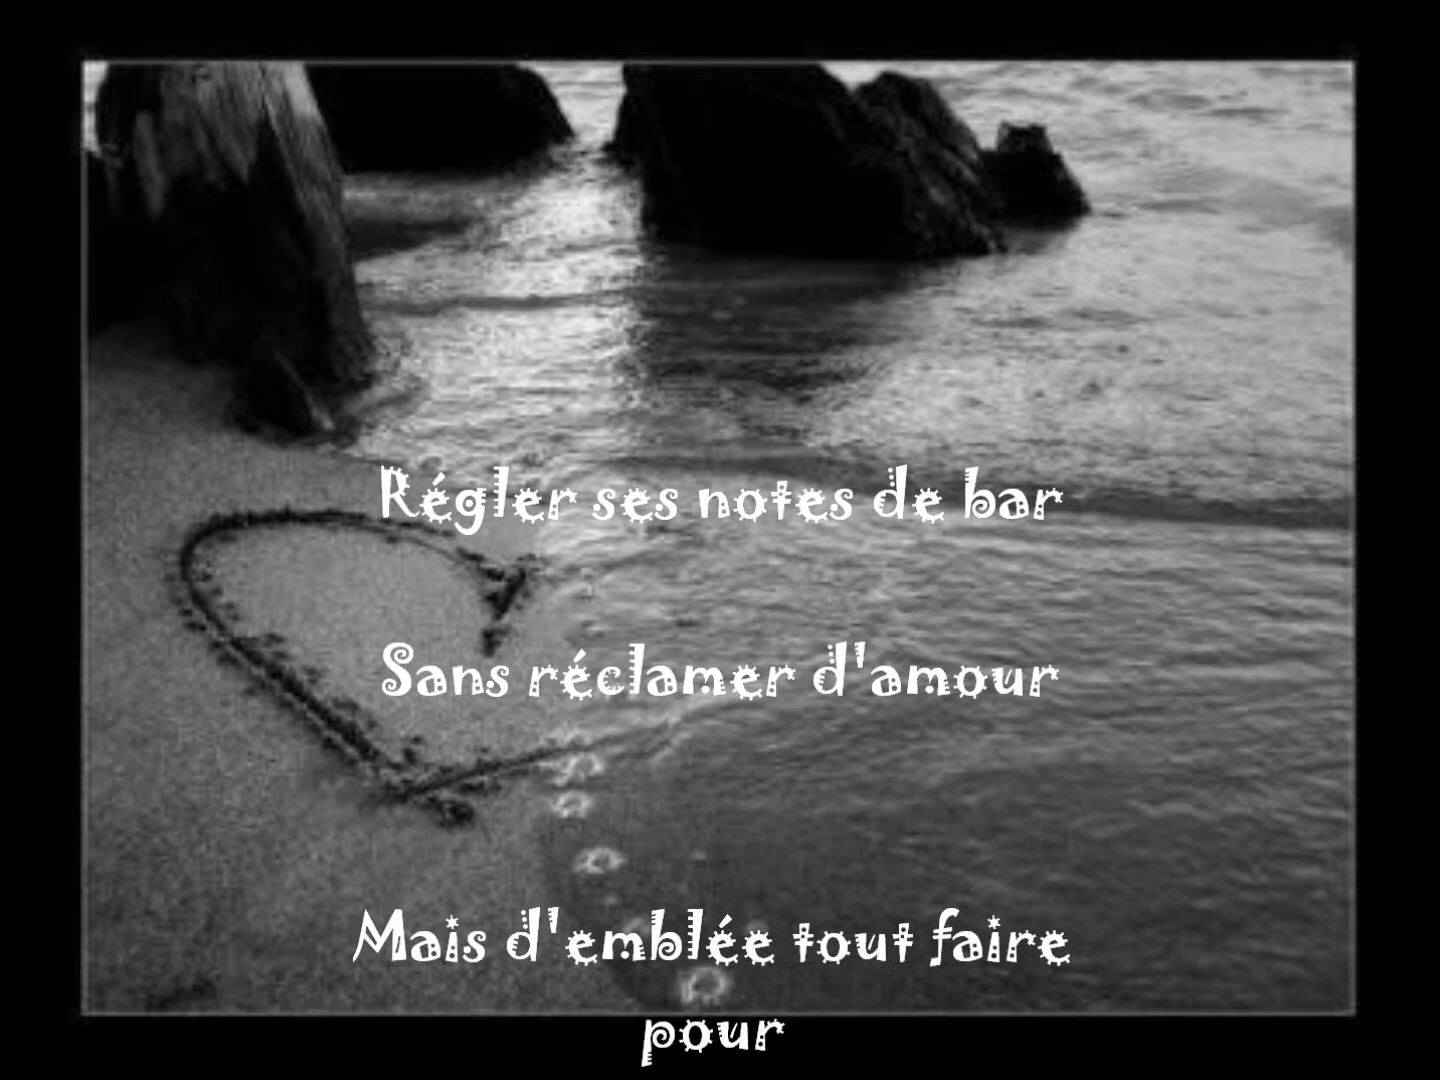 Régler ses notes de bar
Sans réclamer d'amour
Mais d'emblée tout faire
pour